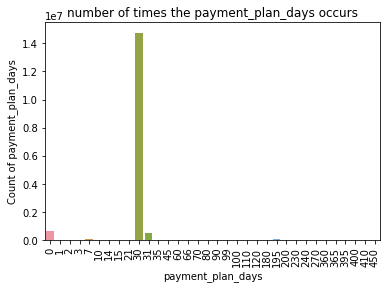 number of times the payment_plan_days occurs
1e7
1.4
1.2
1.0
0.8
0.6
0.4
0.2
0.0
Count of payment_plan_days
0 1 2 3 7 10 14 15 21 30 31 35 45 60 66 70 80 90 95 99 100 110 120 180 195 200 230 240 270 360 365 395 400 410 450
payment_plan_days